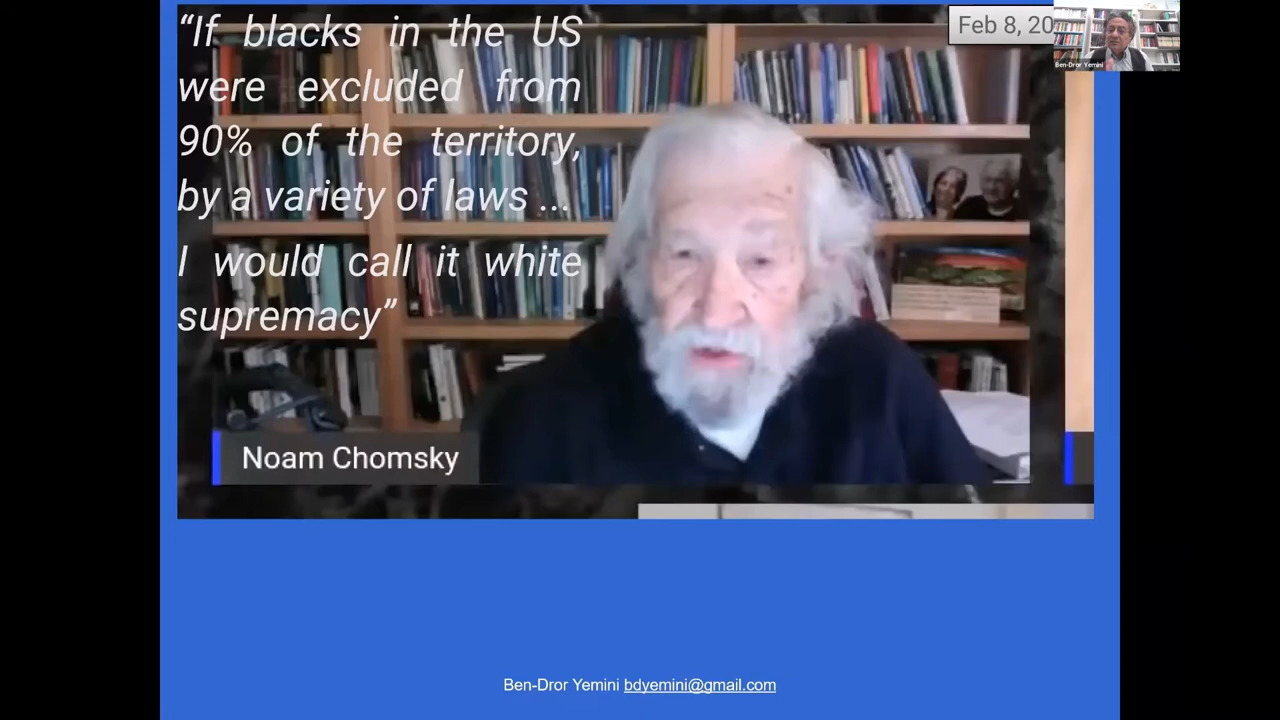 “If blacks in the US
were excluded from
90% of the territory,
by a variety of laws ...
I would call it white
supremacy”
Feb 8, 20
Ben-Dror Yemini
Noam Chomsky
Ben-Dror Yemini bdyemini@gmail.com